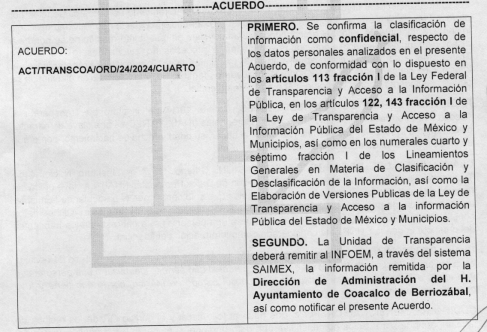 ACUERDO
ACUERDO:
ACT/TRANSCOA/ORD/24/2024/CUARTO
PRIMERO. Se confirma la clasificación de
información como confidencial, respecto de
los datos personales analizados en el presente
Acuerdo, de conformidad con lo dispuesto en
los artículos 113 fracción I de la Ley Federal
de Transparencia y Acceso a la Información
Pública, en los artículos 122, 143 fracción I de
la Ley de Transparencia y Acceso a la
Información Pública del Estado de México y
Municipios, así como en los numerales cuarto y
séptimo fracción I de los Lineamientos
Generales en Materia de Clasificación y
Desclasificación de la Información, así como la
Elaboración de Versiones Publicas de la Ley de
Transparencia y Acceso a la información
Pública del Estado de México y Municipios.
SEGUNDO. La Unidad de Transparencia
deberá remitir al INFOEM, a través del sistema
SAIMEX, la información remitida por la
Dirección de Administración del H.
Ayuntamiento de Coacalco de Berriozábal,
así como notificar el presente Acuerdo.